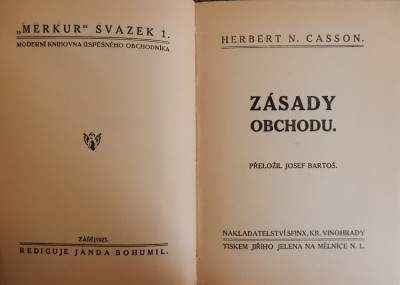 „MERKUR“ SVAZEK 1.
MODERNÍ KNIHOVNA ÚSPĚŠNÉHO OBCHODNÍKA
REDIGUJE JANDA BOHUMIL.
HERBERT N. CASSON.
ZÁSADY
OBCHODU.
PŘELOŽIL JOSEF BARTOŠ.
NAKLADATELSTVÍ SFINX, KR. VINOHRADY
TISKEM JIŘÍHO JELENA NA MĚLNÍCE N. L.